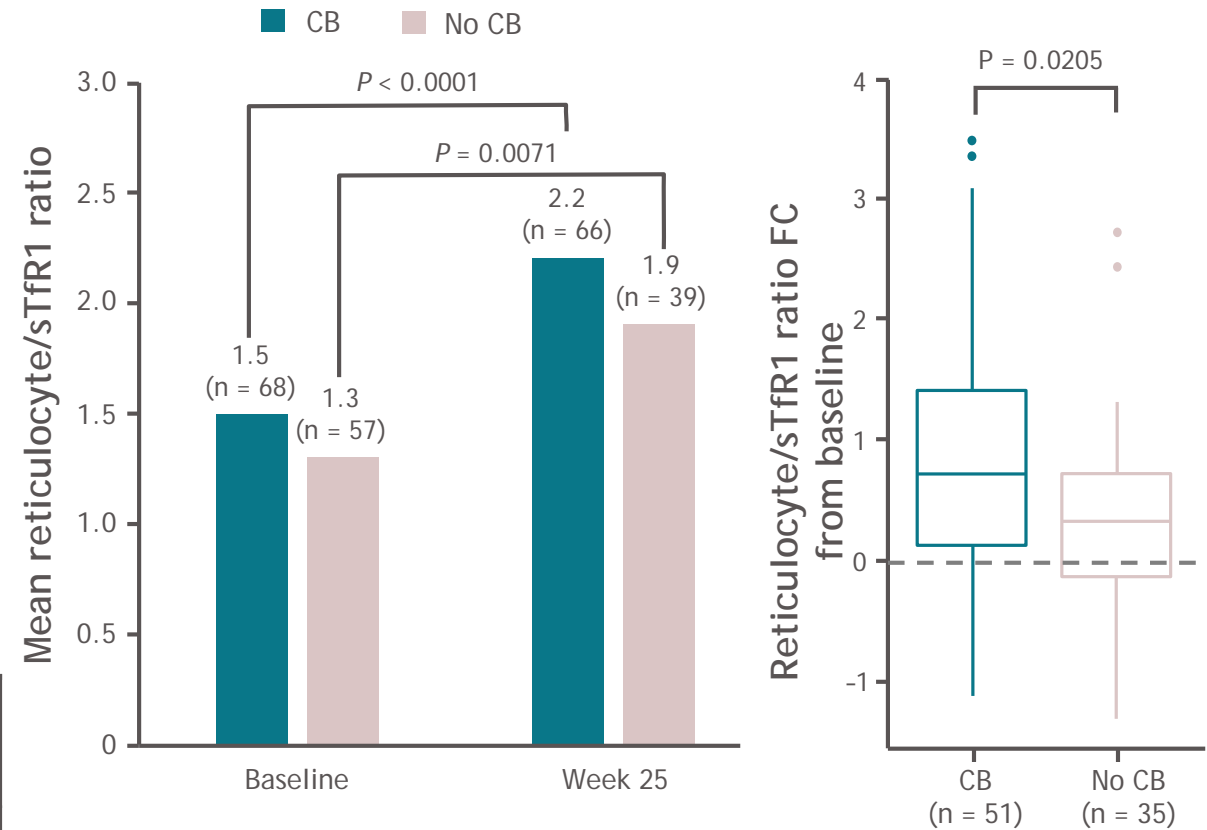 CB
No CB
Mean reticulocyte/sTfR1 ratio
3.0
2.5
2.0
1.5
1.0
0.5
0
P < 0.0001
P = 0.0071
1.5
(n = 68)
1.3
(n = 57)
2.2
(n = 66)
1.9
(n = 39)
Baseline
Week 25
Reticulocyte/sTfR1 ratio FC
from baseline
P = 0.0205
4
3
2
1
0
-1
CB
(n = 51)
No CB
(n = 35)